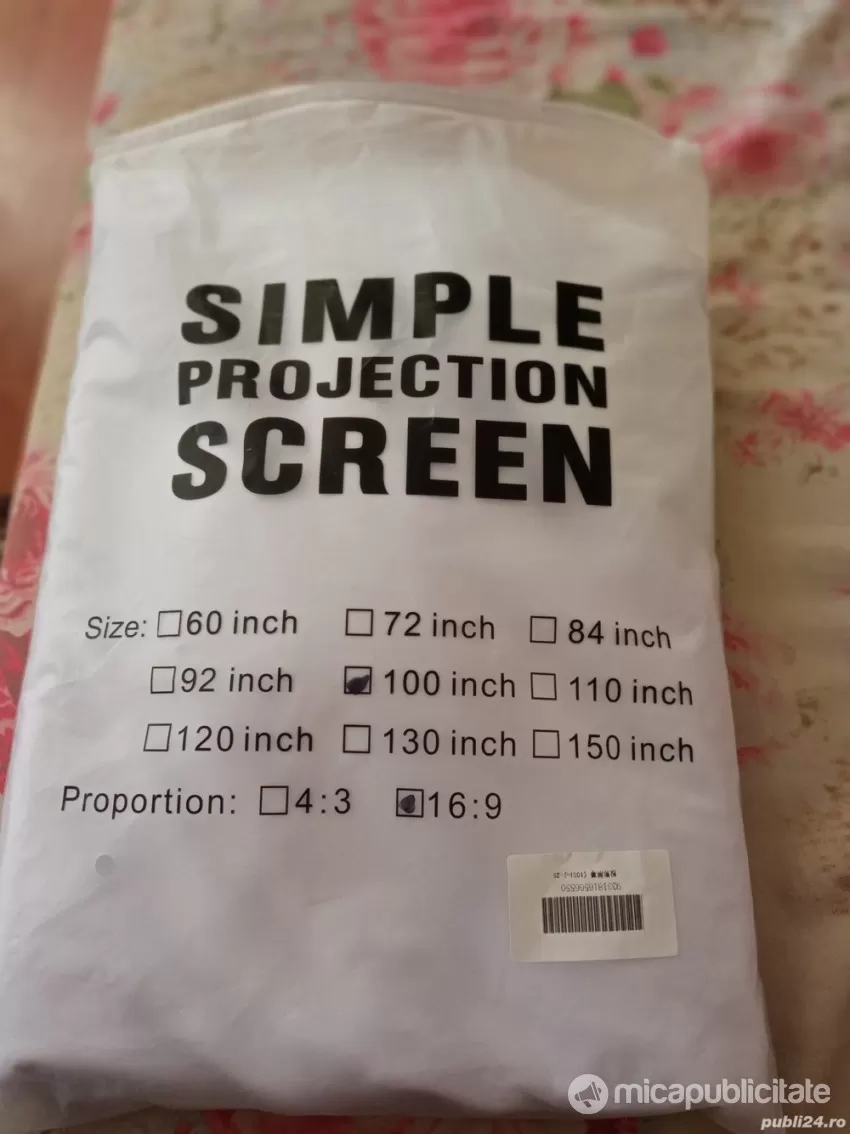 SIMPLE
PROJECTION
SCREEN
Size: ☐60 inch ☐72 inch ☐84 inch
☐92 inch ☑100 inch ☐110 inch
☐120 inch ☐130 inch ☐150 inch
Proportion: ☐4:3 ☑16:9
micapublicitate
publi24.ro